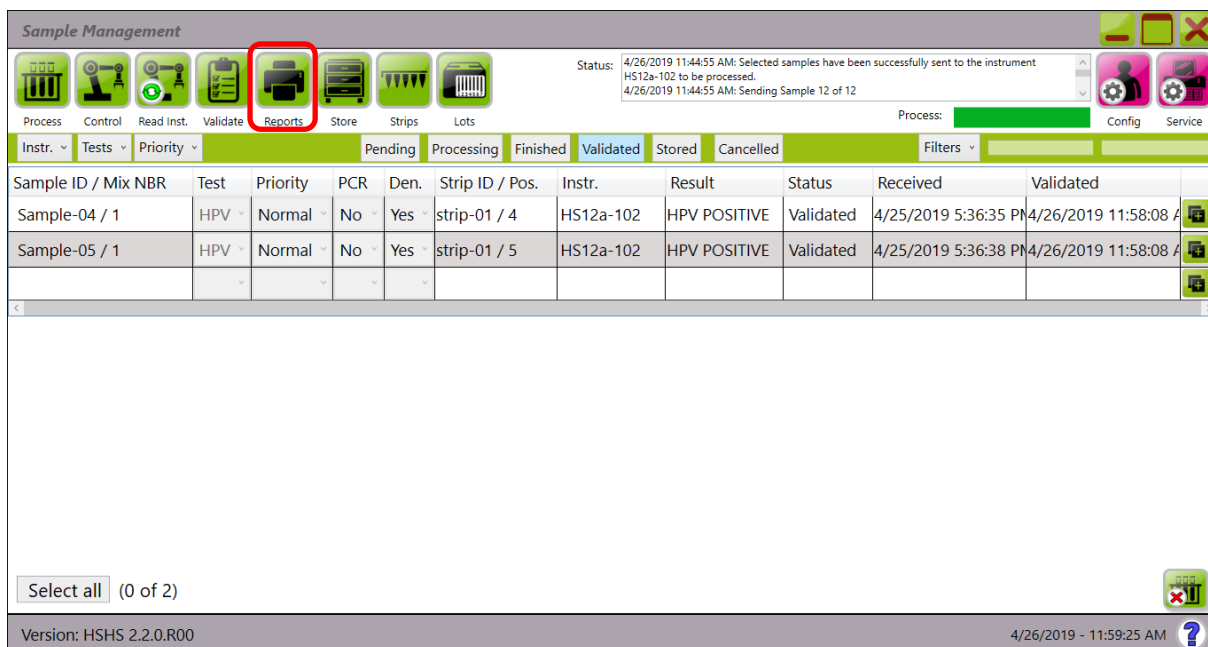 Sample Management
Status: 4/26/2019 11:44:55 AM: Selected samples have been successfully sent to the instrument
HS12a-102 to be processed.
4/26/2019 11:44:55 AM: Sending Sample 12 of 12
Process:
Process Control Read Inst. Validate Reports Store Strips Lots Config Service
Instr. Tests Priority Pending Processing Finished Validated Stored Cancelled Filters
Sample ID / Mix NBR Test Priority PCR Den. Strip ID / Pos. Instr. Result Status Received Validated
Sample-04 / 1 HPV Normal No Yes strip-01 / 4 HS12a-102 HPV POSITIVE Validated 4/25/2019 5:36:35 PM 4/26/2019 11:58:08 A
Sample-05 / 1 HPV Normal No Yes strip-01 / 5 HS12a-102 HPV POSITIVE Validated 4/25/2019 5:36:38 PM 4/26/2019 11:58:08 A
Select all (0 of 2)
Version: HSHS 2.2.0.R00 4/26/2019 - 11:59:25 AM ?